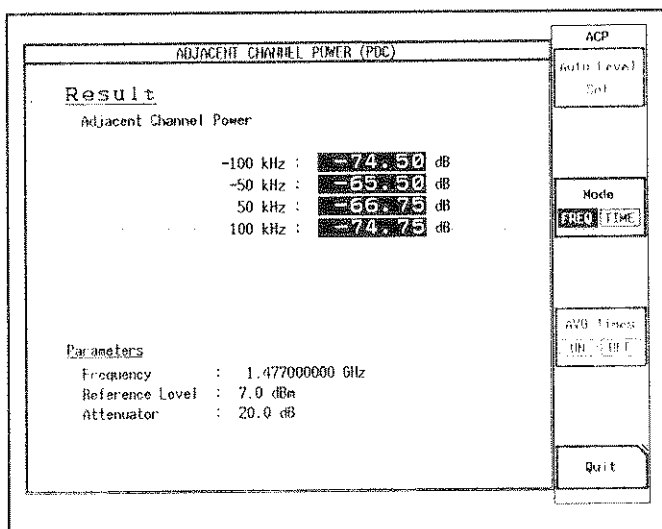 ADJACENT CHANNEL POWER (PDC)
Result
Adjacent Channel Power
-100 kHz : -74.50 dB
-50 kHz : -65.50 dB
50 kHz : -66.75 dB
100 kHz : -74.75 dB
Parameters
Frequency : 1.477000000 GHz
Reference Level : 7.0 dBm
Attenuator : 20.0 dB
ACP
Auto Level
Set
Mode
FREQ TIME
AVG Times
ON OFF
Quit